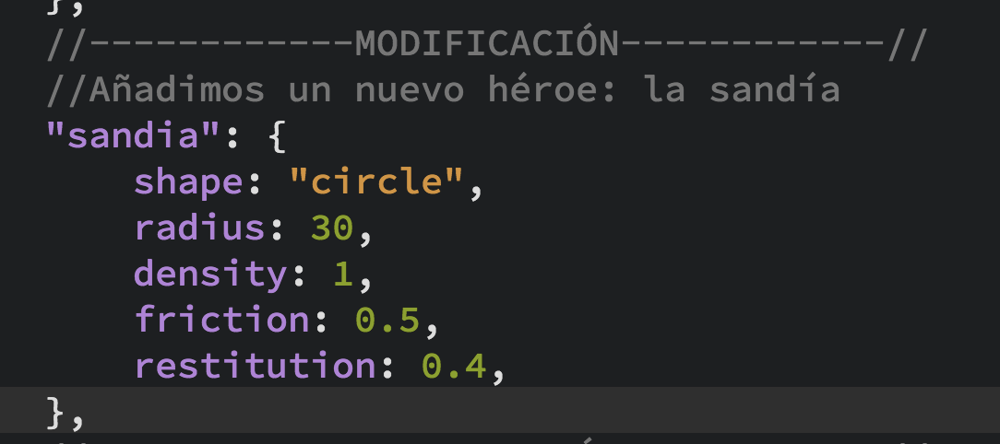 },
//------------MODIFICACIÓN------------//
//Añadimos un nuevo héroe: la sandía
"sandia": {
    shape: "circle",
    radius: 30,
    density: 1,
    friction: 0.5,
    restitution: 0.4,
},